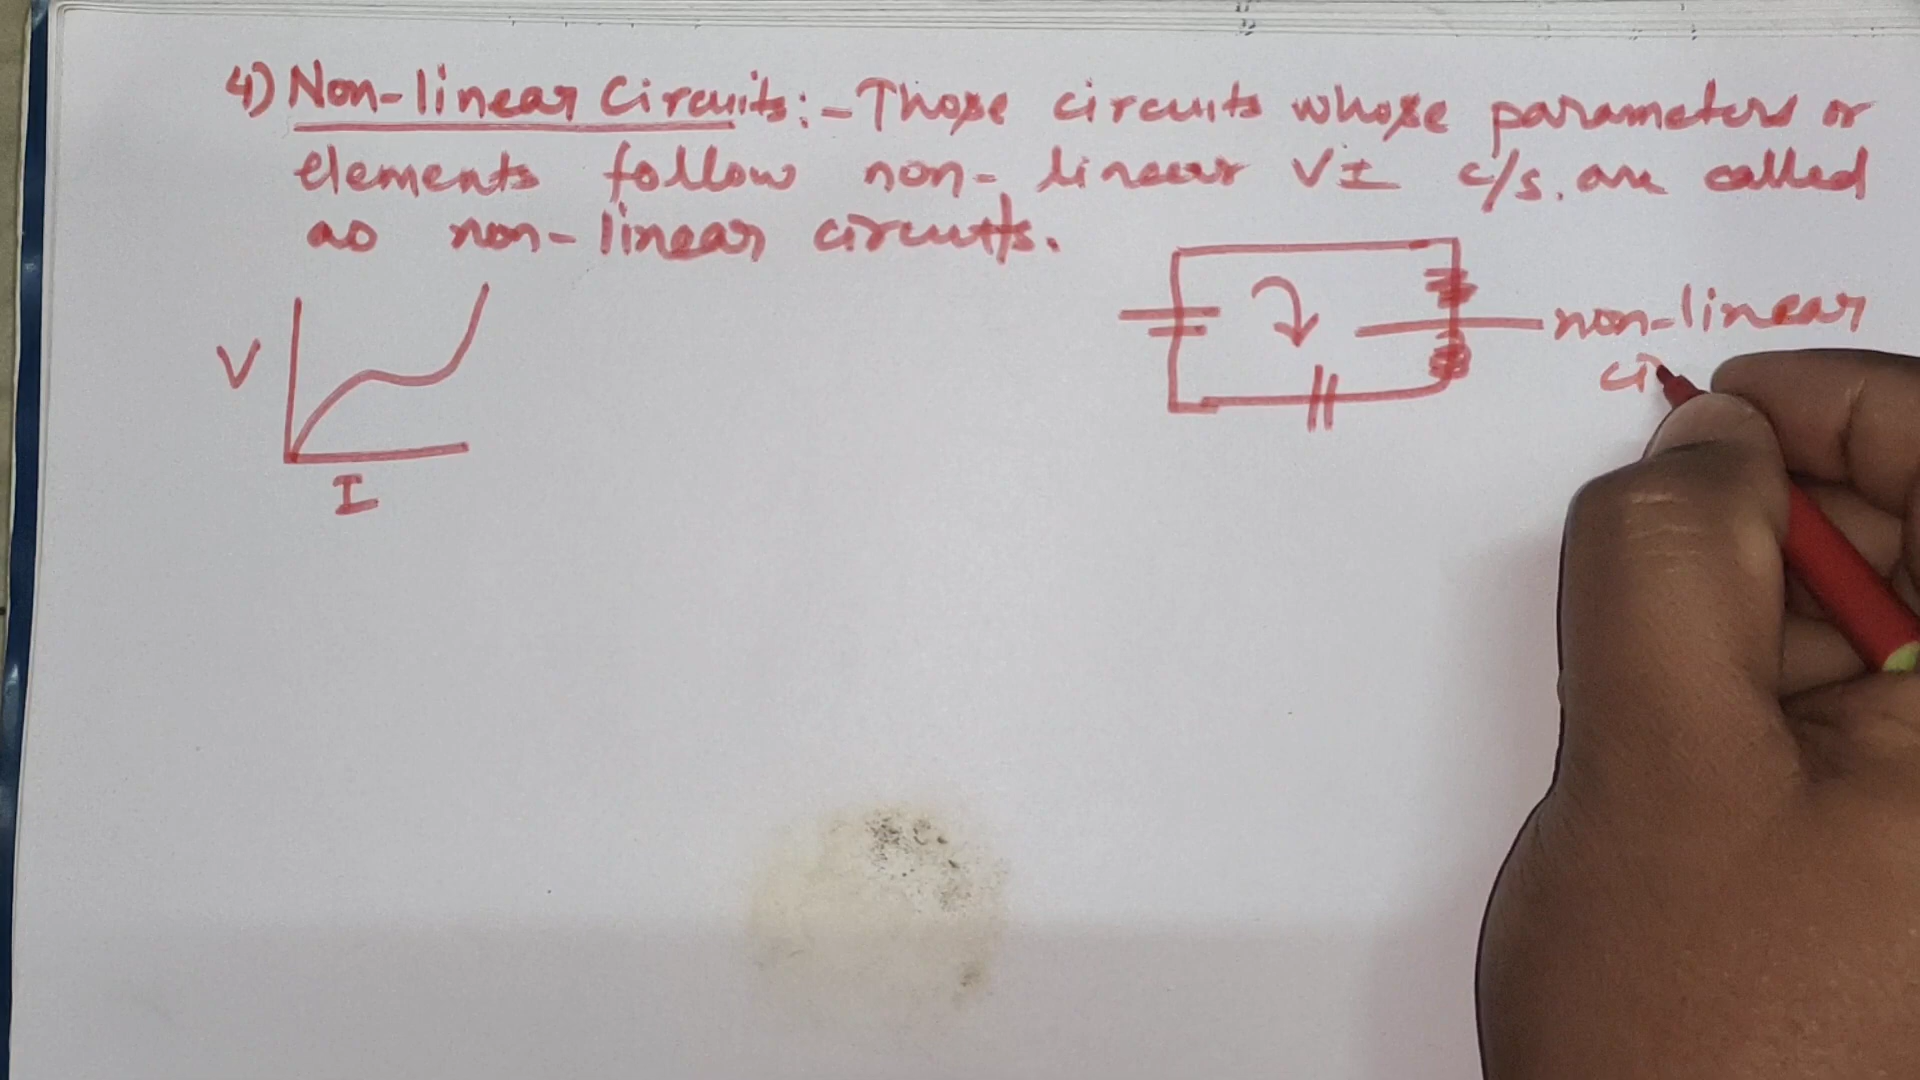 4) Non-linear Circuits:- Those circuits whose parameters or
elements follow non-linear VI c/s. are called
as non-linear circuits.
V
I
non-linear
ci